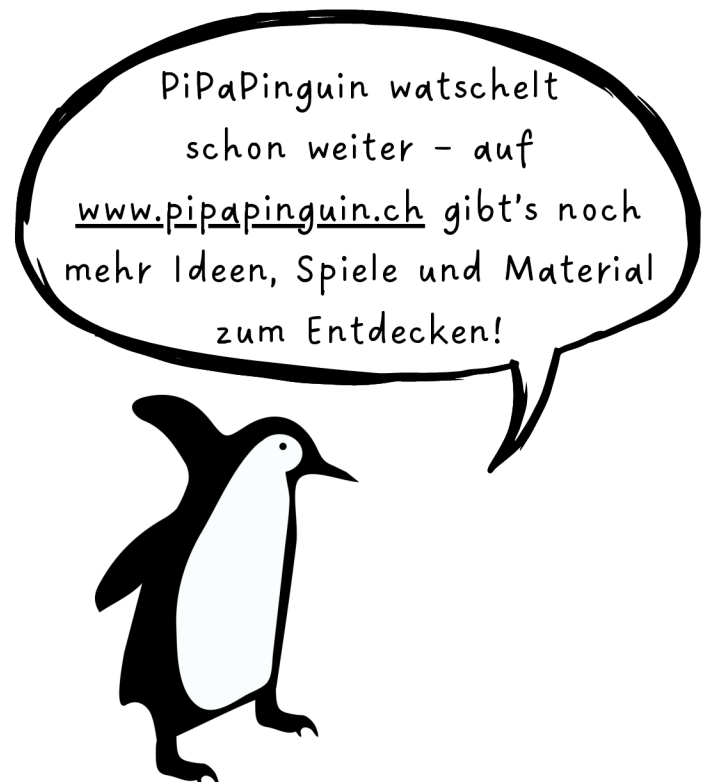 PiPaPinguin watschelt
schon weiter - auf
www.pipapinguin.ch gibt's noch
mehr Ideen, Spiele und Material
zum Entdecken!